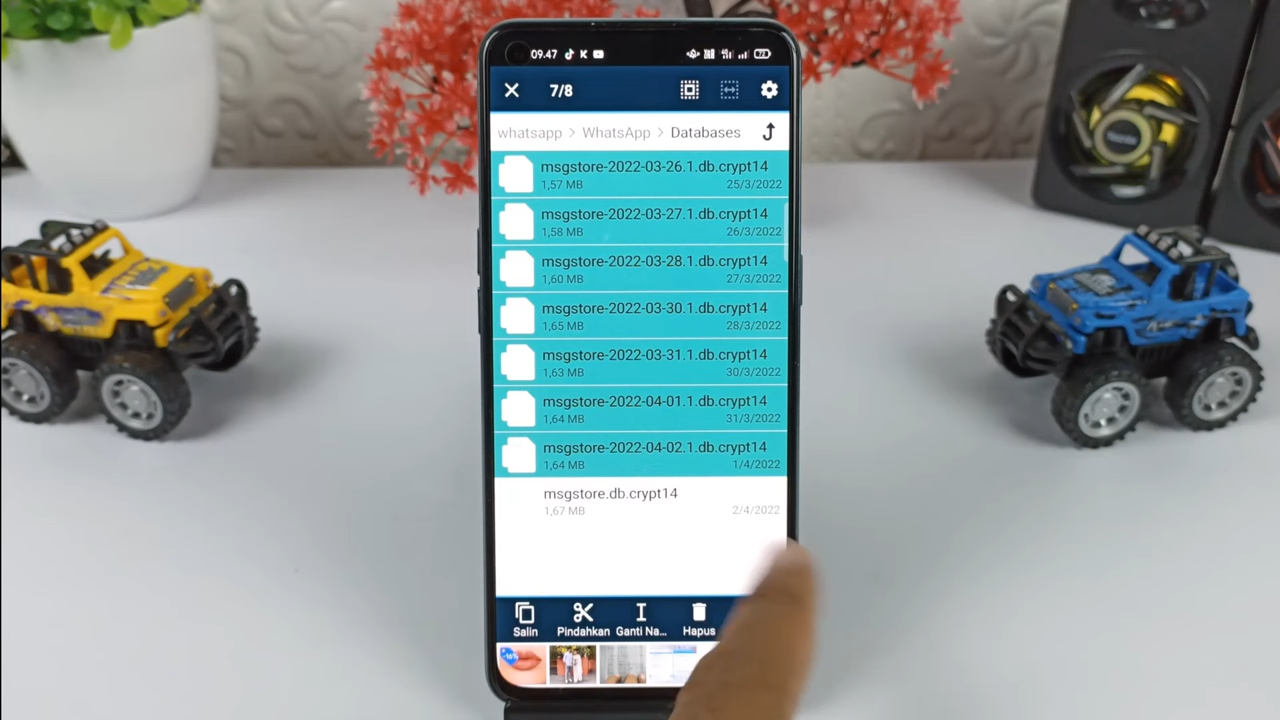 09.47
7/8
whatsapp > WhatsApp > Databases
msgstore-2022-03-26.1.db.crypt14
1,57 MB 25/3/2022
msgstore-2022-03-27.1.db.crypt14
1,58 MB 26/3/2022
msgstore-2022-03-28.1.db.crypt14
1,60 MB 27/3/2022
msgstore-2022-03-30.1.db.crypt14
1,65 MB 28/3/2022
msgstore-2022-03-31.1.db.crypt14
1,63 MB 30/3/2022
msgstore-2022-04-01.1.db.crypt14
1,64 MB 31/3/2022
msgstore-2022-04-02.1.db.crypt14
1,64 MB 1/4/2022
msgstore.db.crypt14
1,67 MB 2/4/2022
Salin Pindahkan Ganti Na... Hapus
-16%